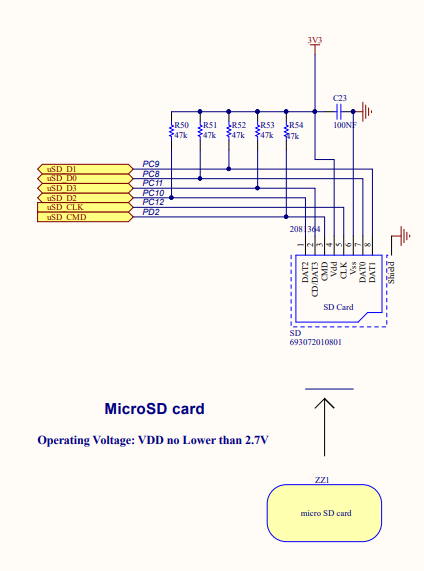 3V3
C23
100NF
R50 R51 R52 R53 R54
47k 47k 47k 47k 47k
uSD_D1 PC9
uSD_D0 PC8
uSD_D3 PC11
uSD_D2 PC10
uSD_CLK PC12
uSD_CMD PD2
2081364
1 2 3 4 5 6 7 8
DAT2 CD/DAT3 CMD Vdd CLK Vss DAT0 DAT1 Shield
SD Card
SD
693072010801
MicroSD card
Operating Voltage: VDD no Lower than 2.7V
ZZ1
micro SD card